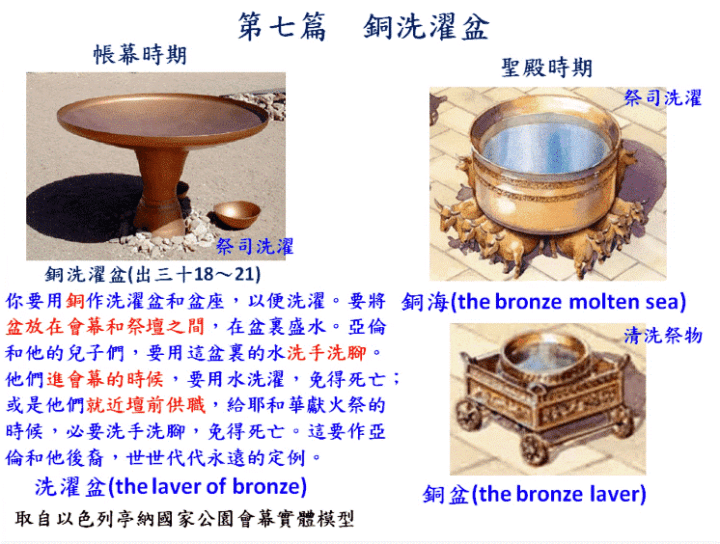 第七篇　銅洗濯盆
帳幕時期
祭司洗濯
銅洗濯盆(出三十18～21)
你要用銅作洗濯盆和盆座，以便洗濯。要將
盆放在會幕和祭壇之間，在盆裏盛水。亞倫
和他的兒子們，要用這盆裏的水洗手洗腳。
他們進會幕的時候，要用水洗濯，免得死亡；
或是他們就近壇前供職，給耶和華獻火祭的
時候，必要洗手洗腳，免得死亡。這要作亞
倫和他後裔，世世代代永遠的定例。
洗濯盆(the laver of bronze)
取自以色列亭納國家公園會幕實體模型
聖殿時期
祭司洗濯
銅海(the bronze molten sea)
清洗祭物
銅盆(the bronze laver)